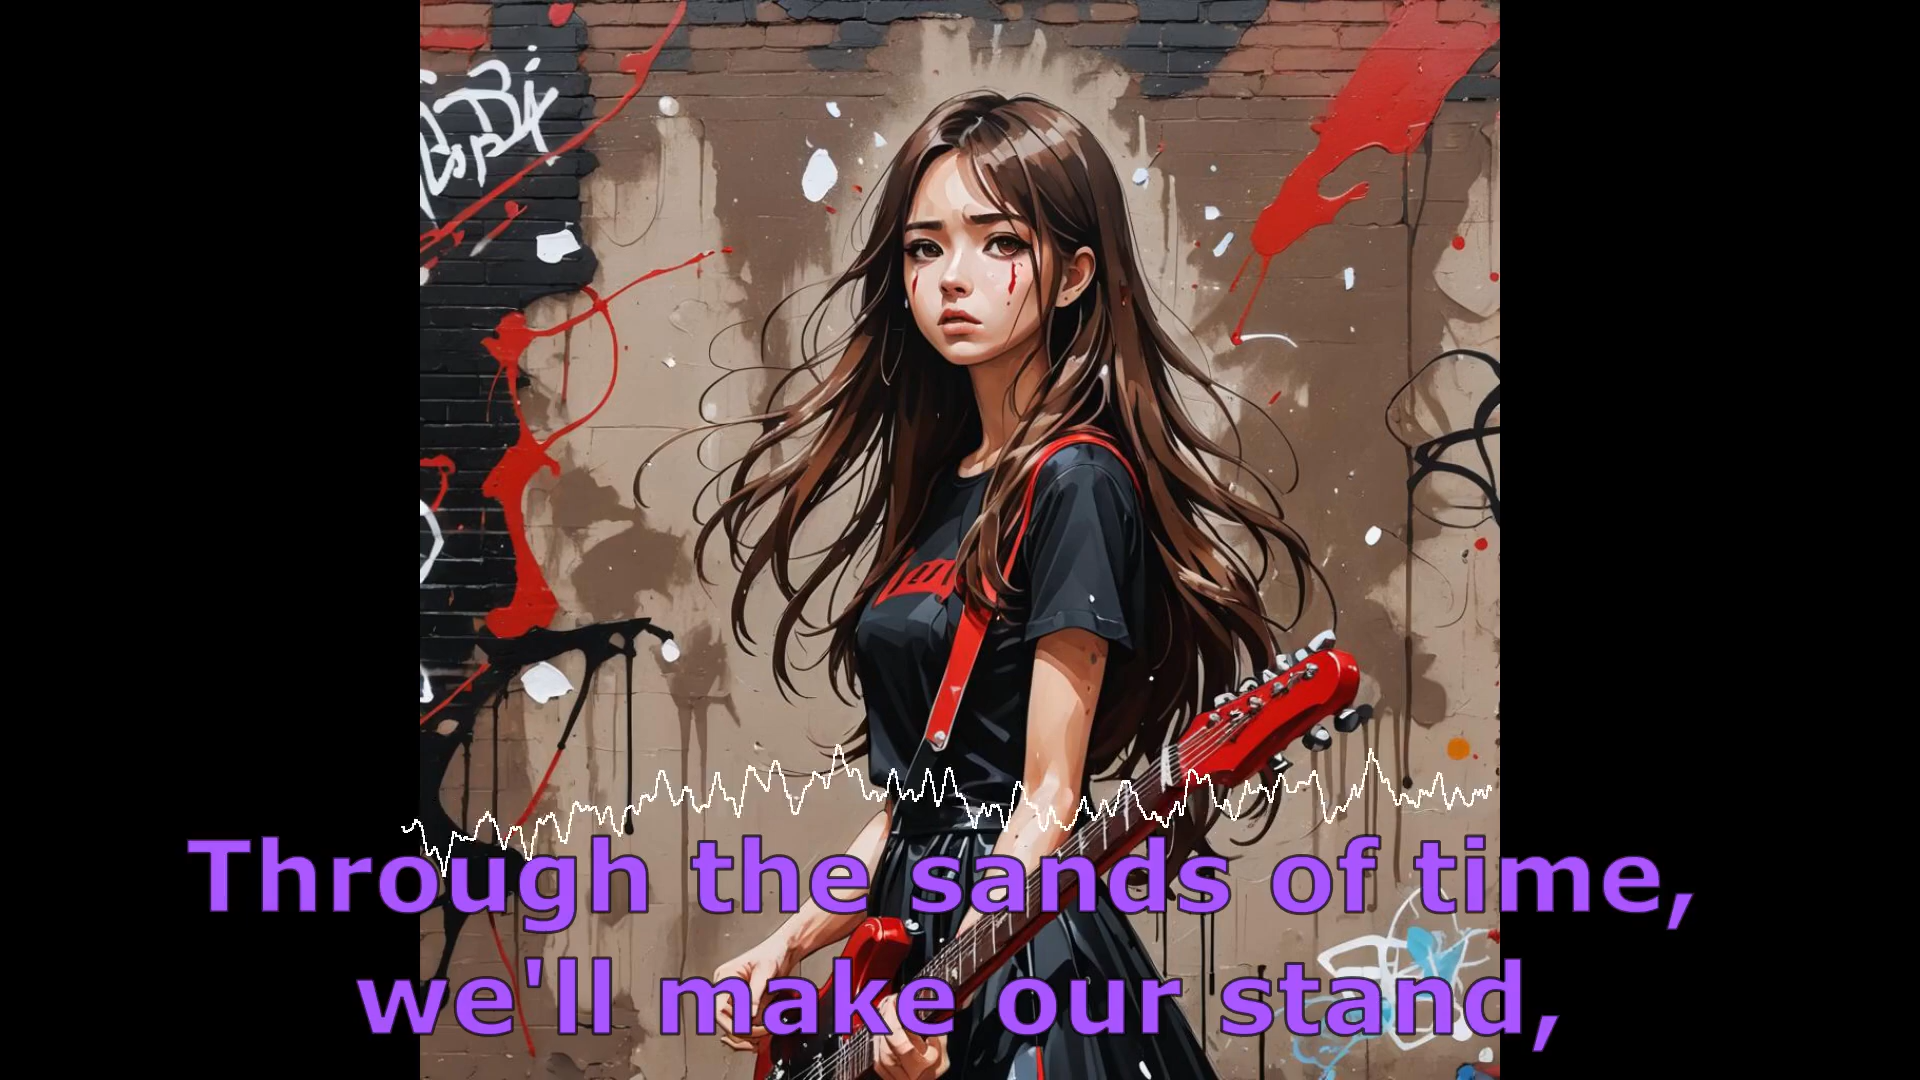 Through the sands of time,
we'll make our stand,